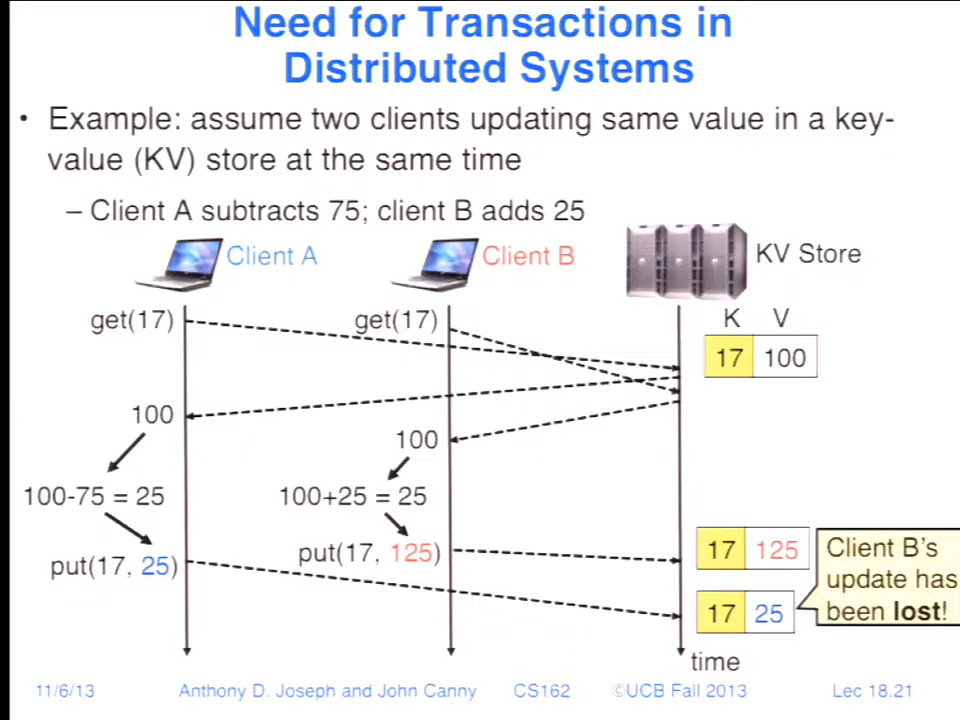 Need for Transactions in
Distributed Systems
• Example: assume two clients updating same value in a key-
value (KV) store at the same time
– Client A subtracts 75; client B adds 25
Client A
Client B
KV Store
get(17)
get(17)
K V
17 100
100
100
100-75 = 25
100+25 = 25
put(17, 25)
put(17, 125)
17 125
17 25
Client B's
update has
been lost!
time
11/6/13 Anthony D. Joseph and John Canny CS162 ©UCB Fall 2013 Lec 18.21